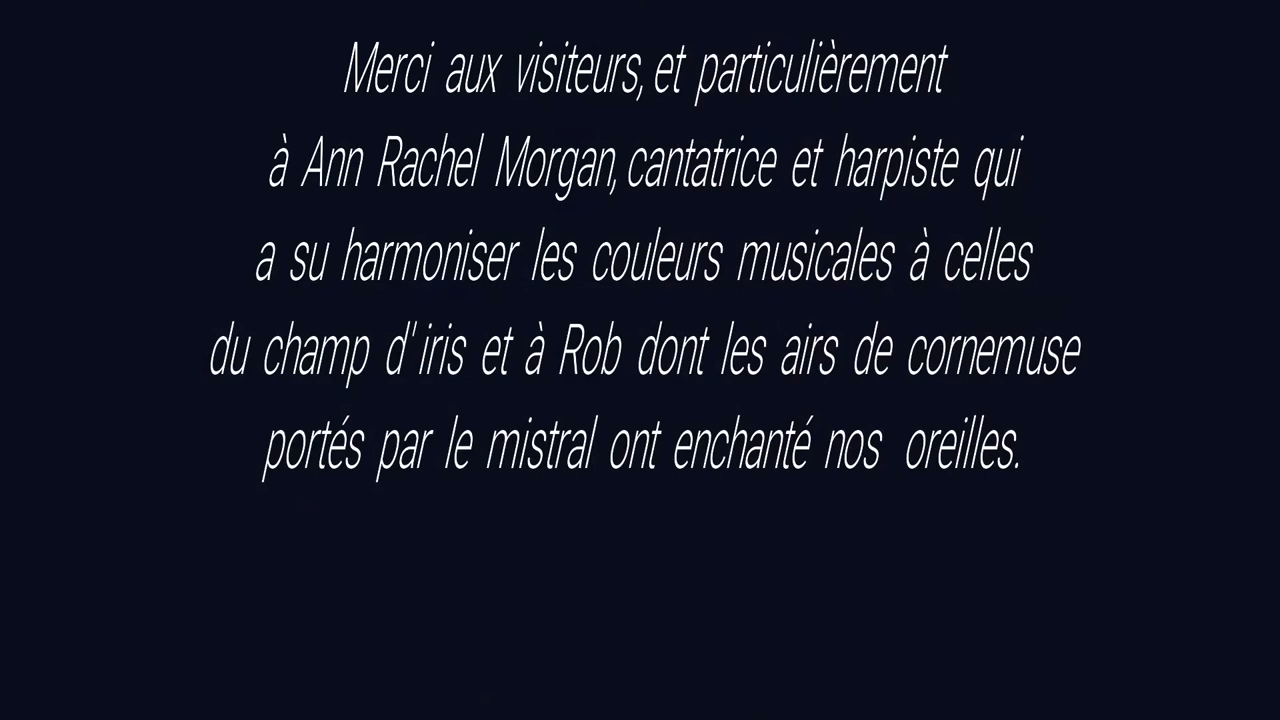 Merci aux visiteurs, et particulièrement
à Ann Rachel Morgan, cantatrice et harpiste qui
a su harmoniser les couleurs musicales à celles
du champ d'iris et à Rob dont les airs de cornemuse
portés par le mistral ont enchanté nos oreilles.